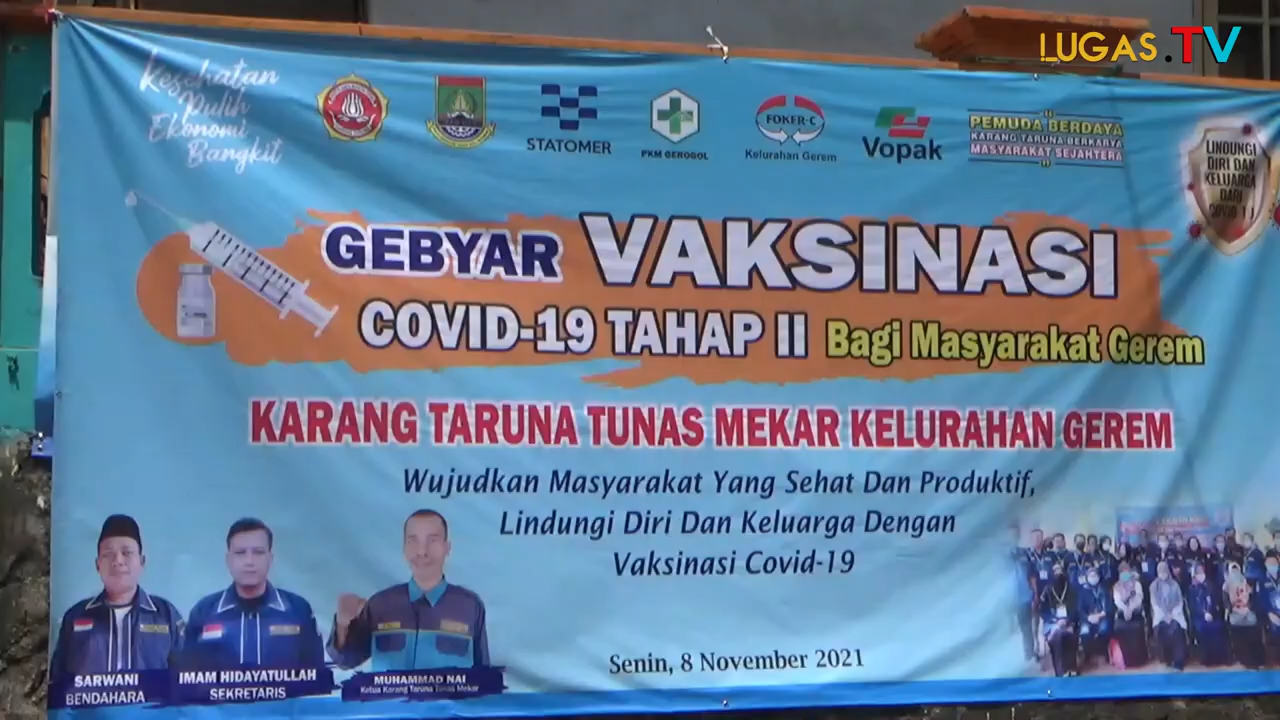 LUGAS.TV
Kesehatan
Pulih
Ekonomi
Bangkit
STATOMER
PKM GEROGOL
FOKER-C
Kelurahan Gerem
Vopak
PEMUDA BERDAYA
KARANG TARUNA BERKARYA
MASYARAKAT SEJAHTERA
LINDUNGI
DIRI DAN
KELUARGA
DARI
GEBYAR VAKSINASI
COVID-19 TAHAP II Bagi Masyarakat Gerem
KARANG TARUNA TUNAS MEKAR KELURAHAN GEREM
Wujudkan Masyarakat Yang Sehat Dan Produktif,
Lindungi Diri Dan Keluarga Dengan
Vaksinasi Covid-19
SARWANI
BENDAHARA
IMAM HIDAYATULLAH
SEKRETARIS
MUHAMMAD NAI
Ketua Karang Taruna Tunas Mekar
Senin, 8 November 2021